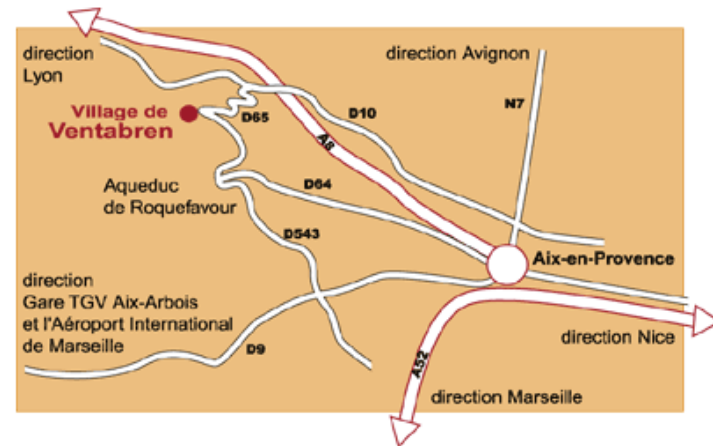 direction
Lyon
direction Avignon
N7
Village de
Ventabren
D65
D10
A8
Aqueduc
de Roquefavour
D64
D543
Aix-en-Provence
direction
Gare TGV Aix-Arbois
et l'Aéroport International
de Marseille
D9
A52
direction Nice
direction Marseille